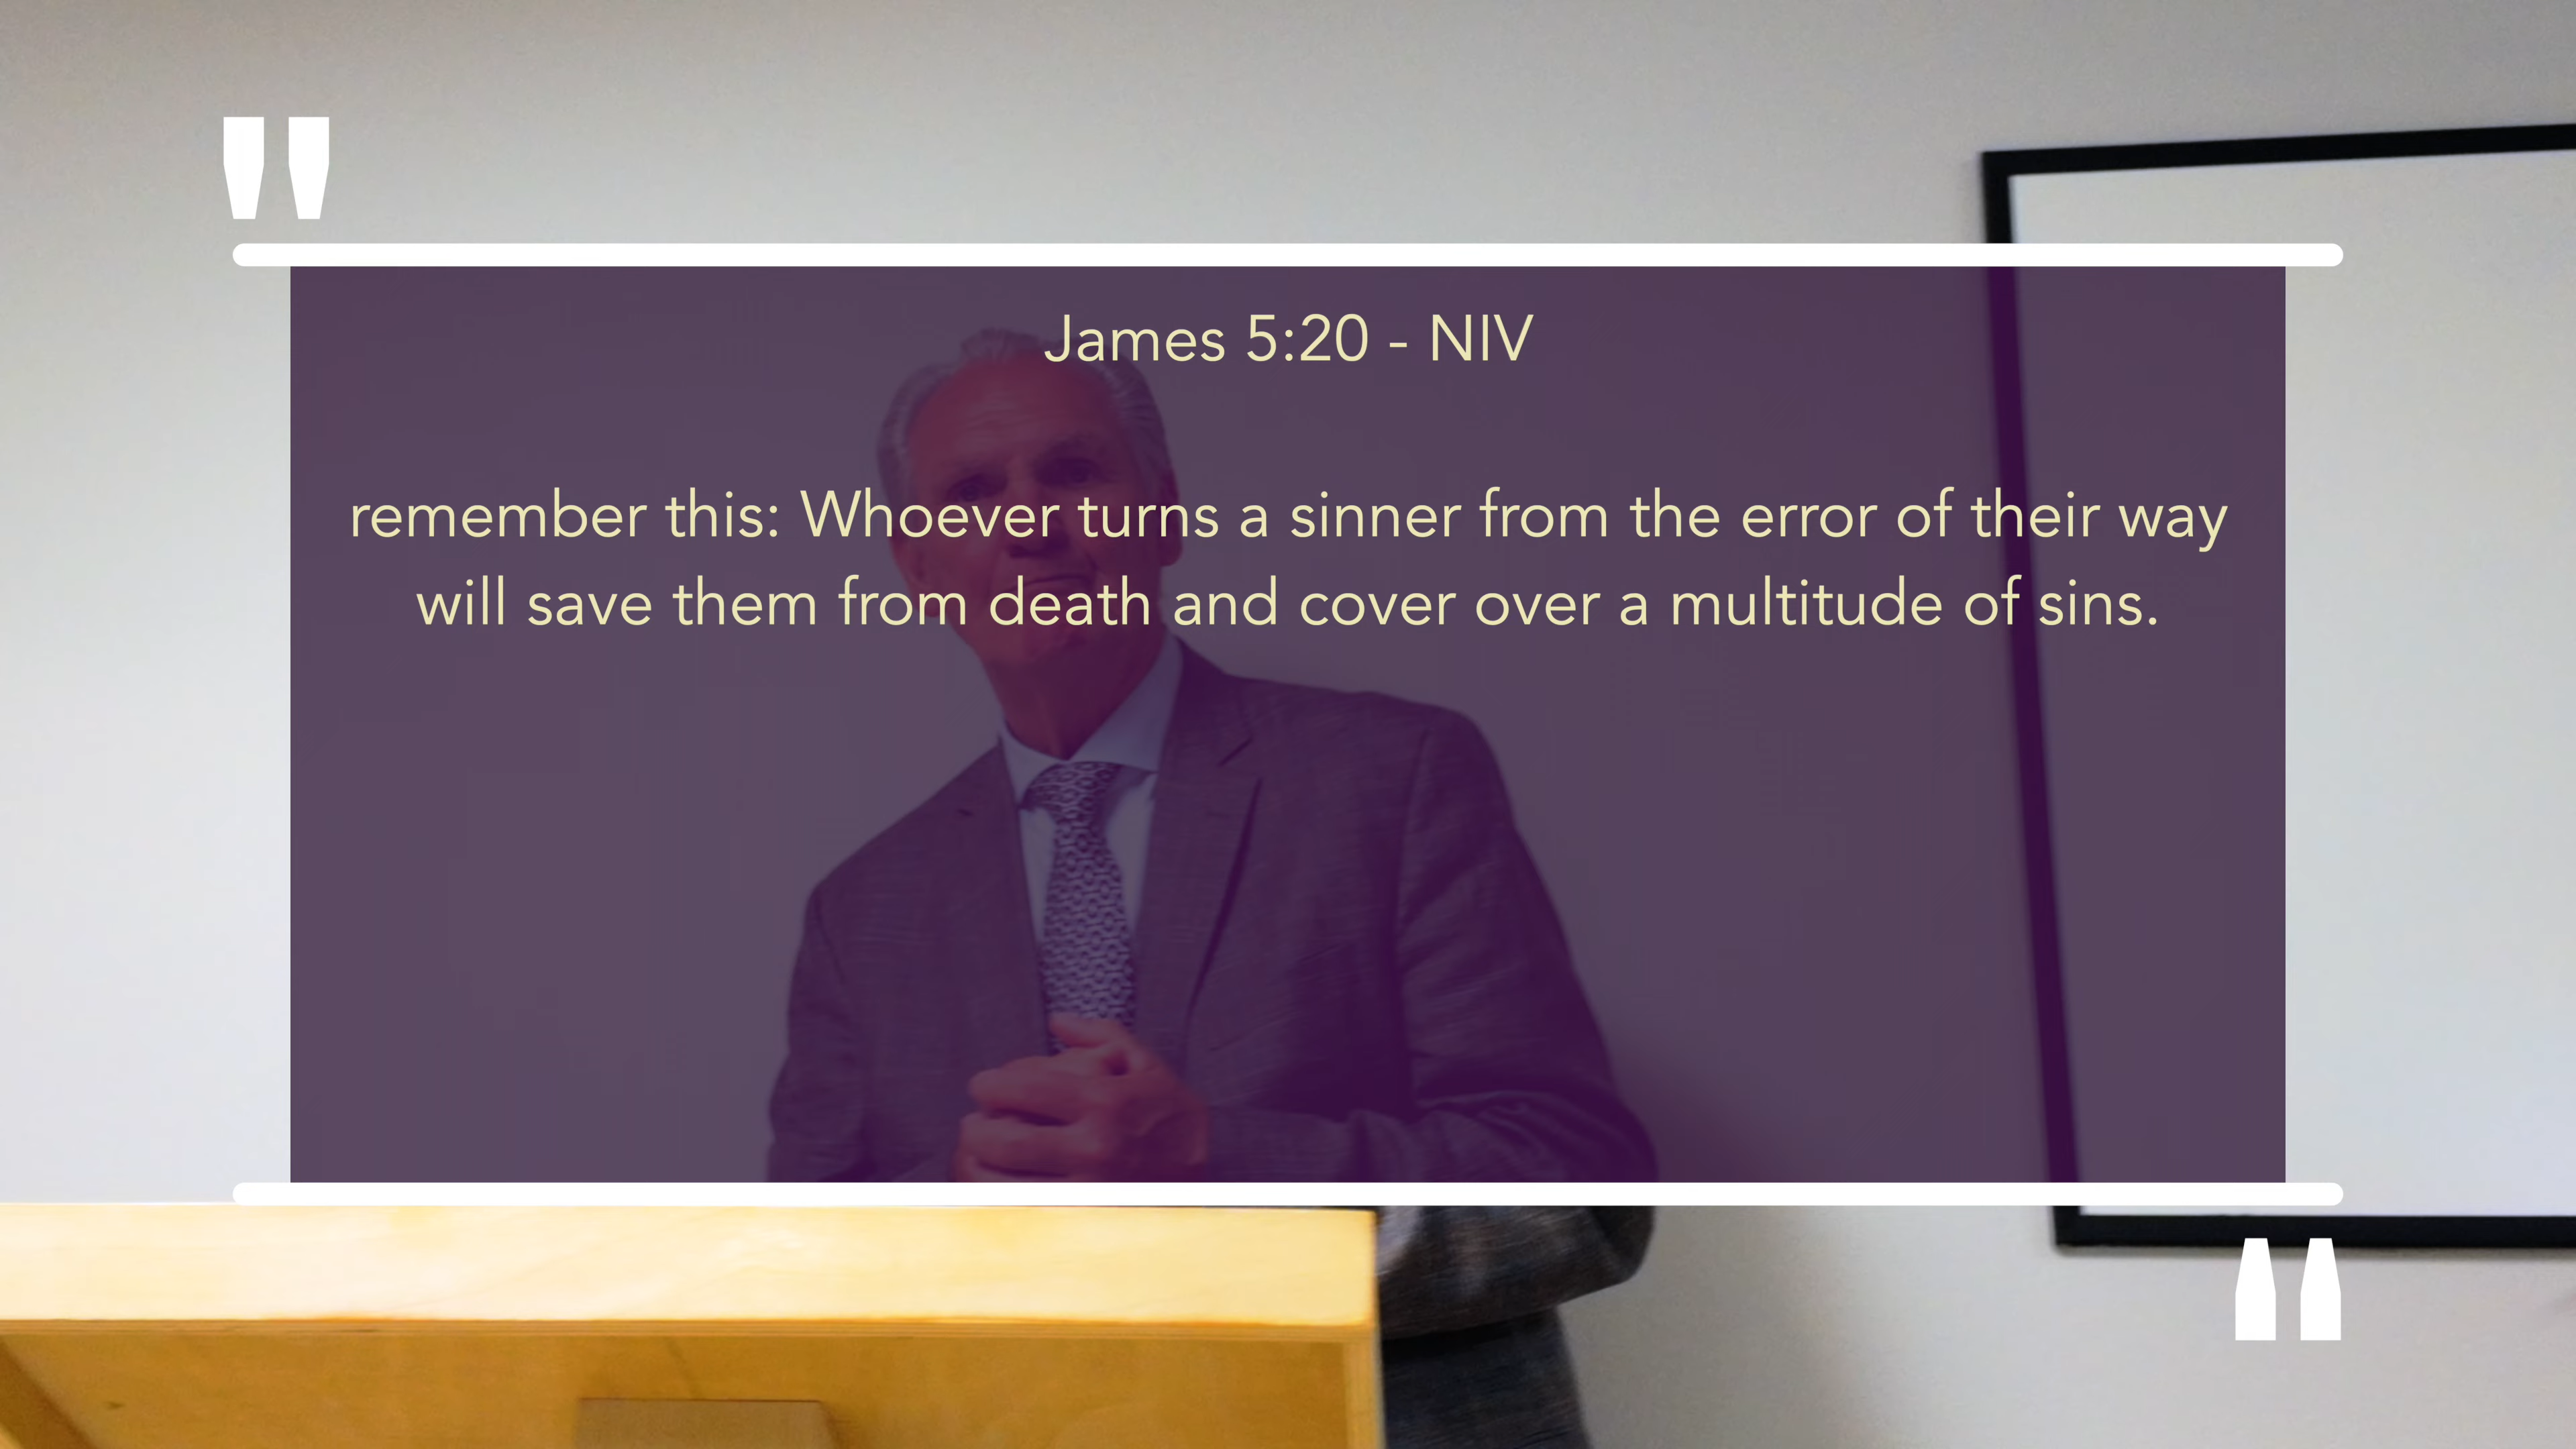 "
James 5:20 - NIV
remember this: Whoever turns a sinner from the error of their way
will save them from death and cover over a multitude of sins.
"